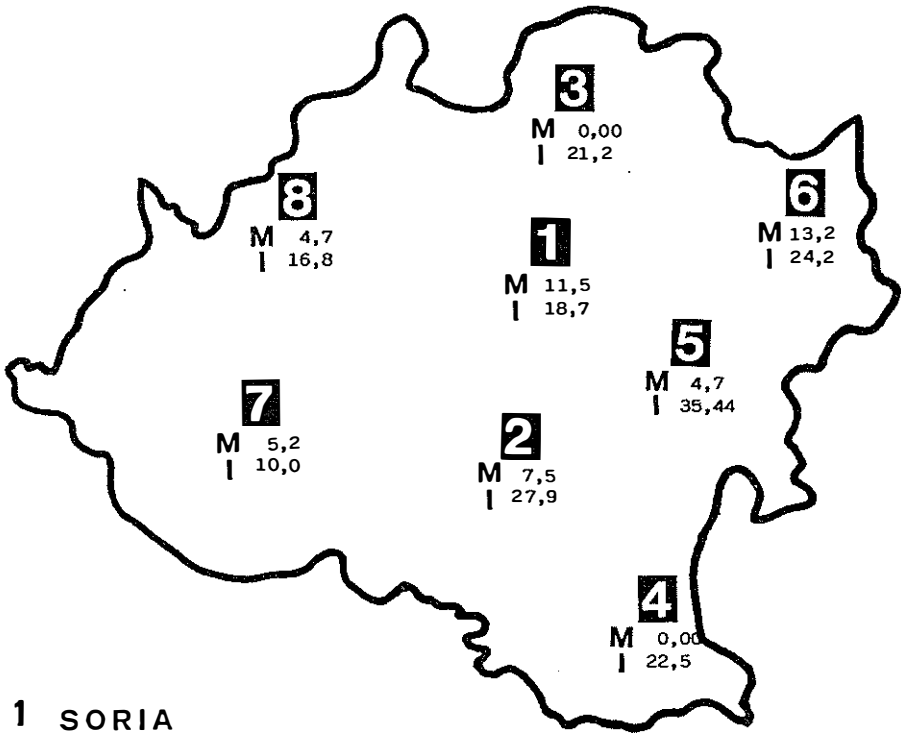 3
M 0,00
I 21,2
8
M 4,7
I 16,8
6
M 13,2
I 24,2
1
M 11,5
I 18,7
5
M 4,7
I 35,44
7
M 5,2
I 10,0
2
M 7,5
I 27,9
4
M 0,00
I 22,5
1 SORIA